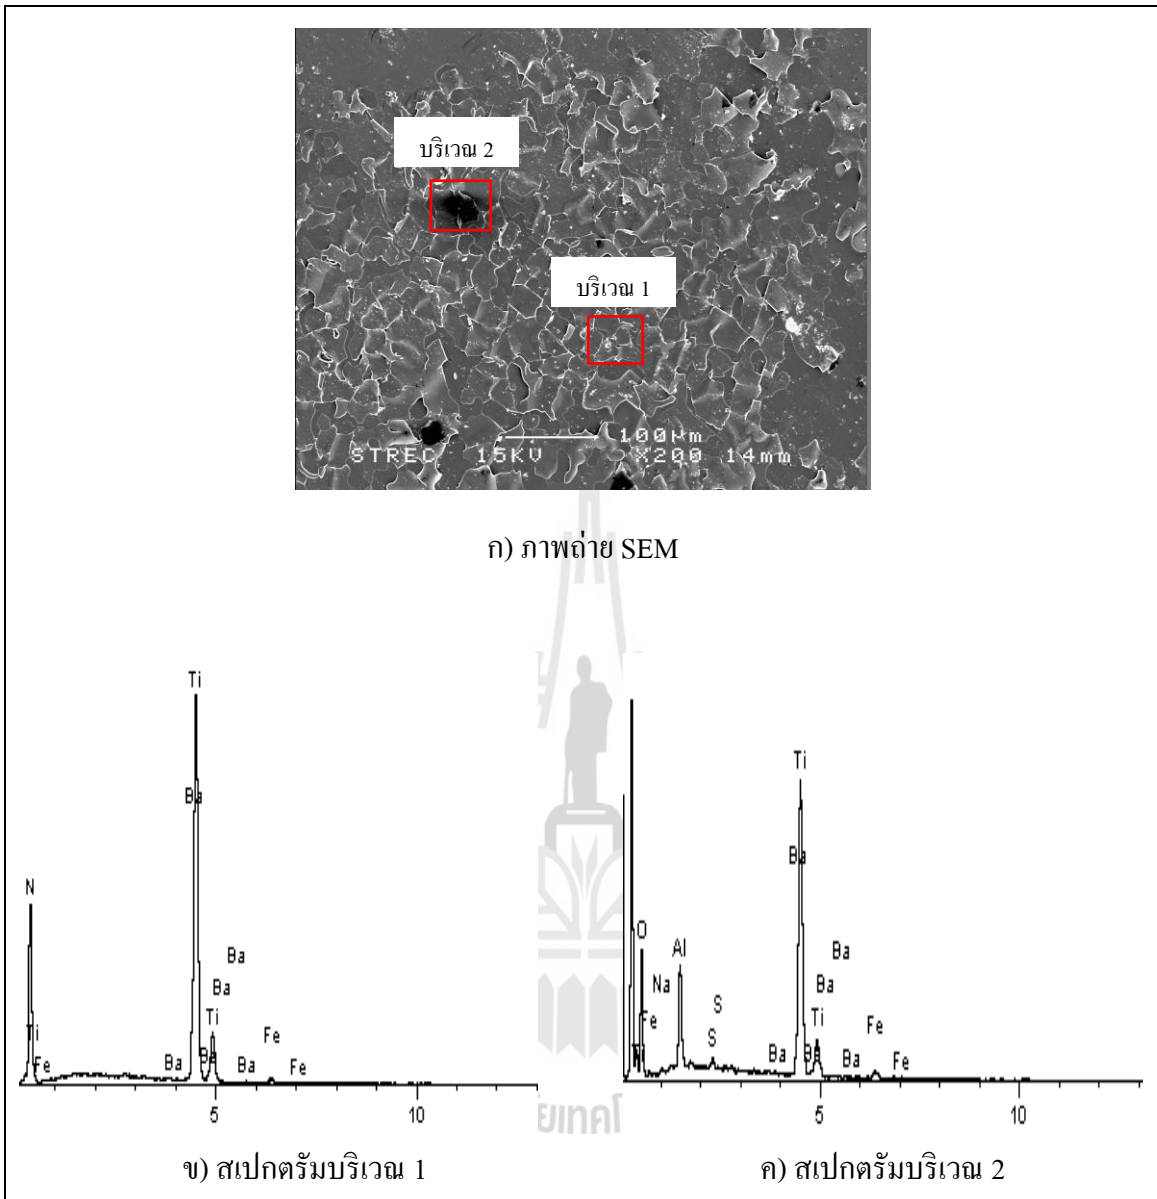 บริเวณ 2
บริเวณ 1
100µm
STREC 15KV X200 14mm
ก) ภาพถ่าย SEM
Ti
Ba
N
Ba
Ba
Ti
Ti
Fe
Fe
Ba
Ba
Ba
Fe
5
10
ข) สเปกตรัมบริเวณ 1
Ti
Ba
O
Al
Na
Fe
S
S
Ba
Ba
Ti
Fe
Ba
Ba
Ba
Fe
5
10
ค) สเปกตรัมบริเวณ 2